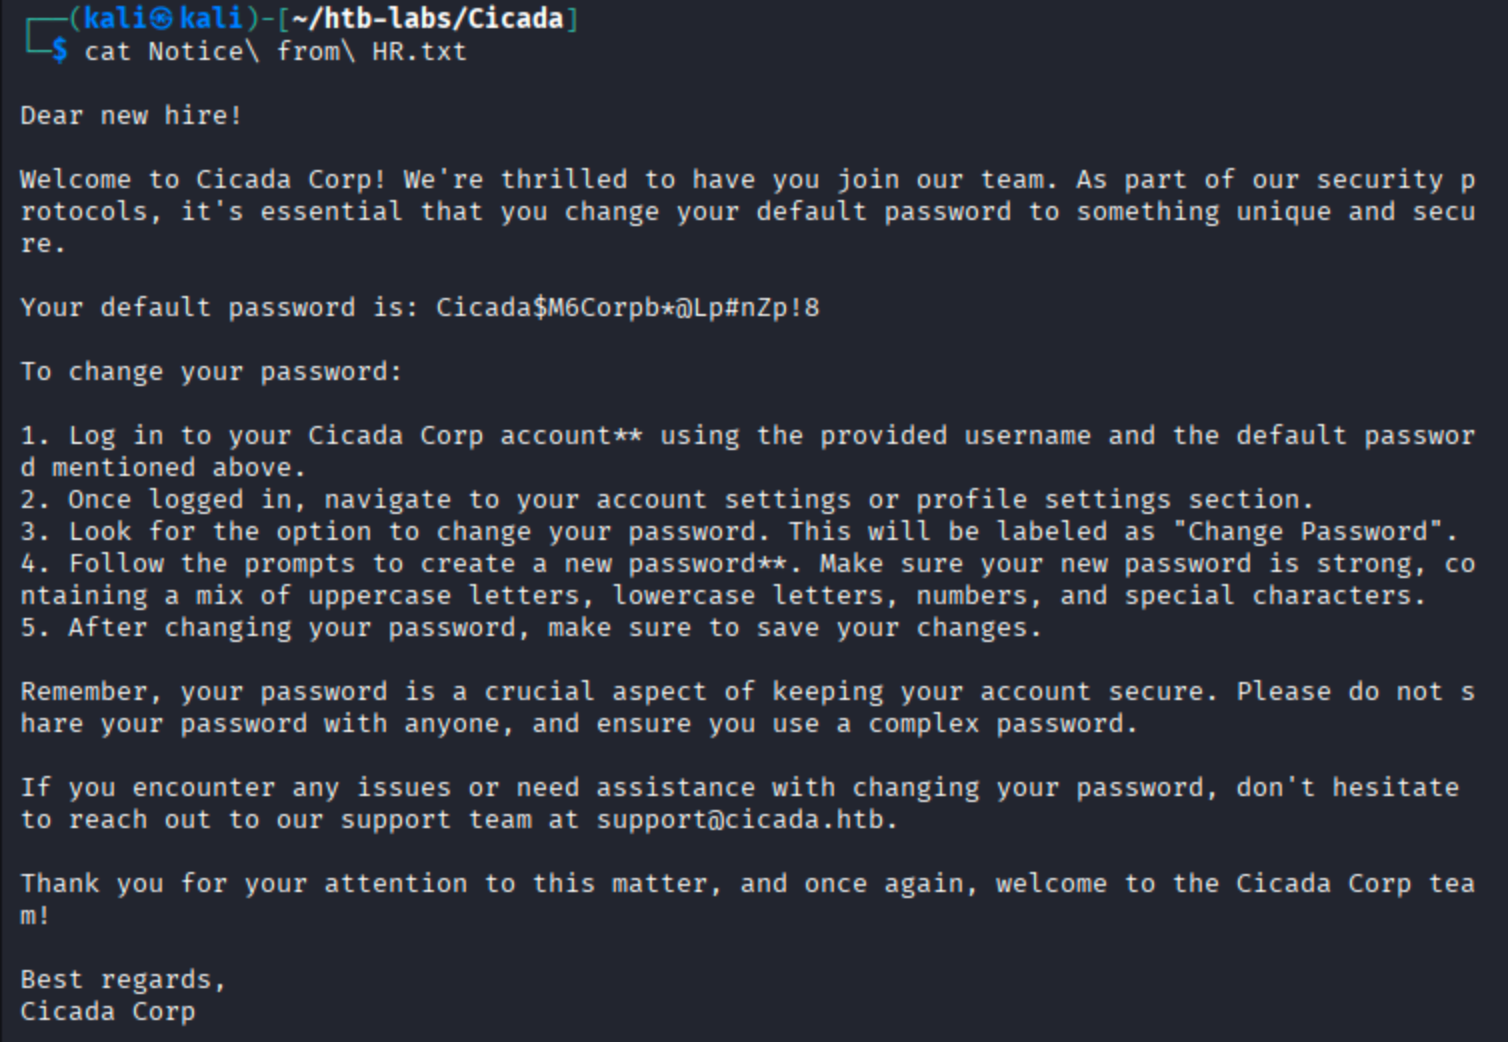 ┌──(kali㉿kali)-[~/htb-labs/Cicada]
└─$ cat Notice\ from\ HR.txt
Dear new hire!
Welcome to Cicada Corp! We're thrilled to have you join our team. As part of our security p
rotocols, it's essential that you change your default password to something unique and secu
re.
Your default password is: Cicada$M6Corpb*@Lp#nZp!8
To change your password:
1. Log in to your Cicada Corp account** using the provided username and the default passwor
d mentioned above.
2. Once logged in, navigate to your account settings or profile settings section.
3. Look for the option to change your password. This will be labeled as "Change Password".
4. Follow the prompts to create a new password**. Make sure your new password is strong, co
ntaining a mix of uppercase letters, lowercase letters, numbers, and special characters.
5. After changing your password, make sure to save your changes.
Remember, your password is a crucial aspect of keeping your account secure. Please do not s
hare your password with anyone, and ensure you use a complex password.
If you encounter any issues or need assistance with changing your password, don't hesitate
to reach out to our support team at support@cicada.htb.
Thank you for your attention to this matter, and once again, welcome to the Cicada Corp tea
m!
Best regards,
Cicada Corp